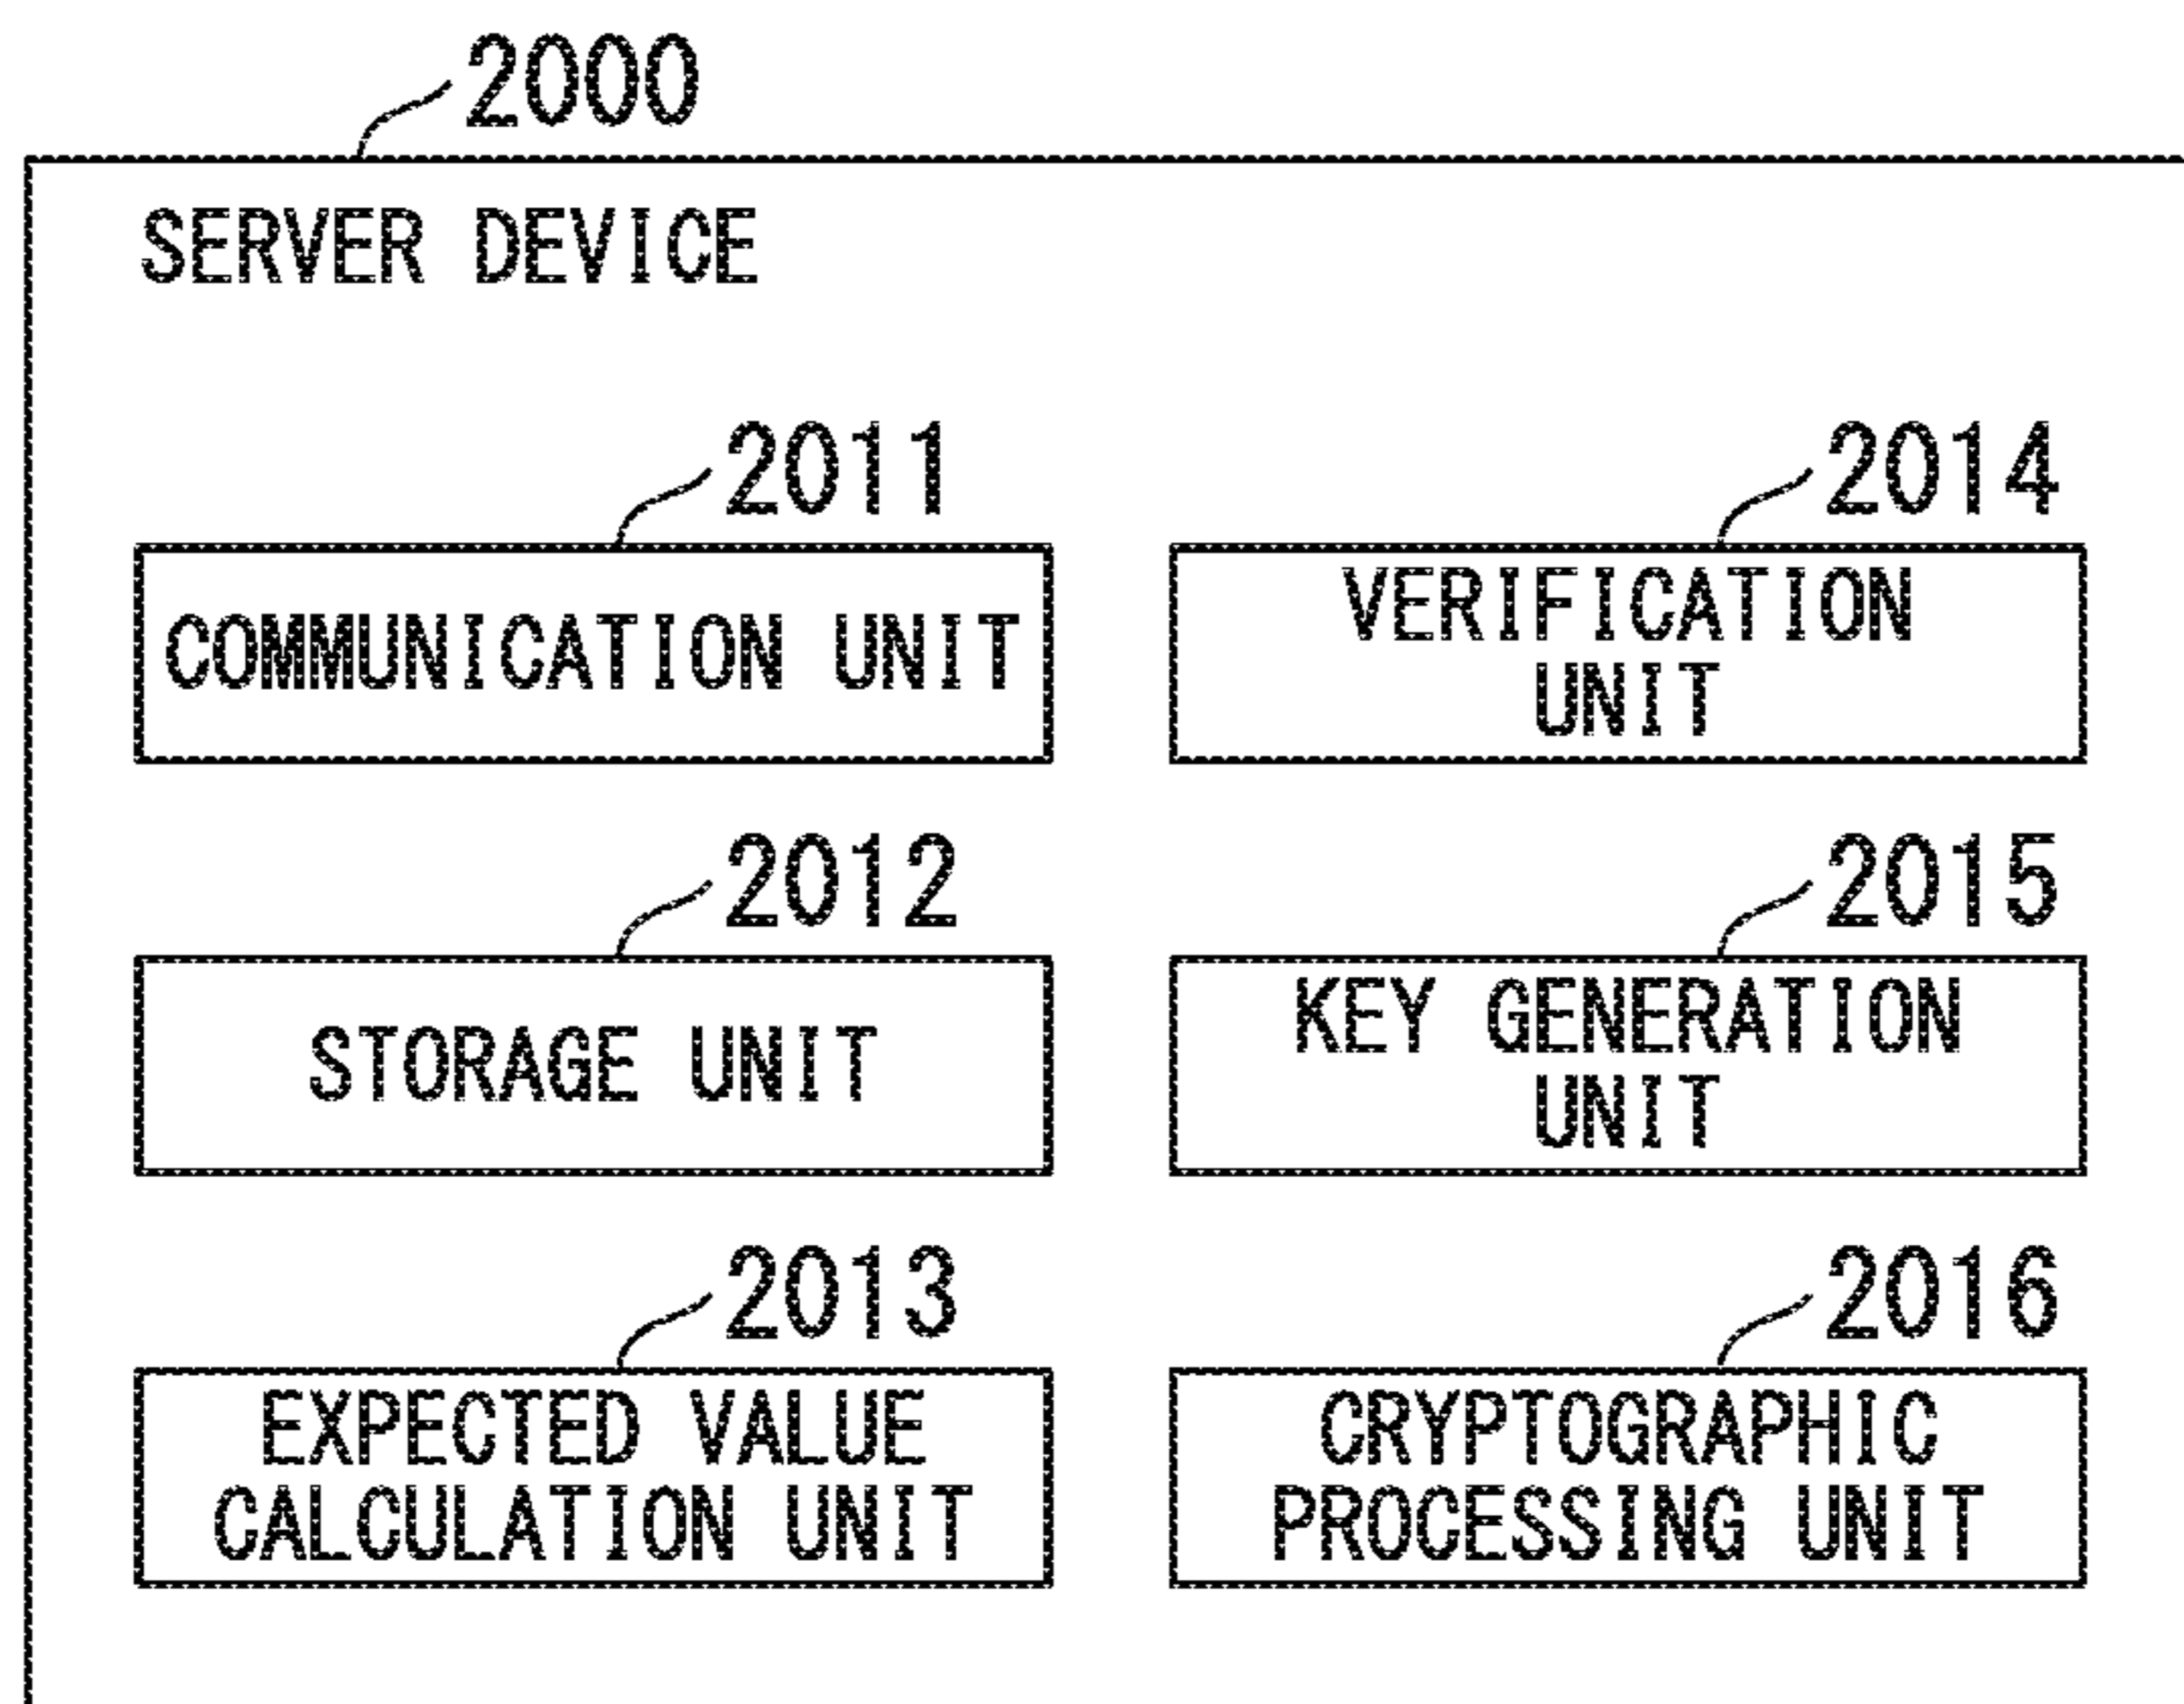 2000
SERVER DEVICE
2011
COMMUNICATION UNIT
2014
VERIFICATION
UNIT
2012
STORAGE UNIT
2015
KEY GENERATION
UNIT
2013
EXPECTED VALUE
CALCULATION UNIT
2016
CRYPTOGRAPHIC
PROCESSING UNIT